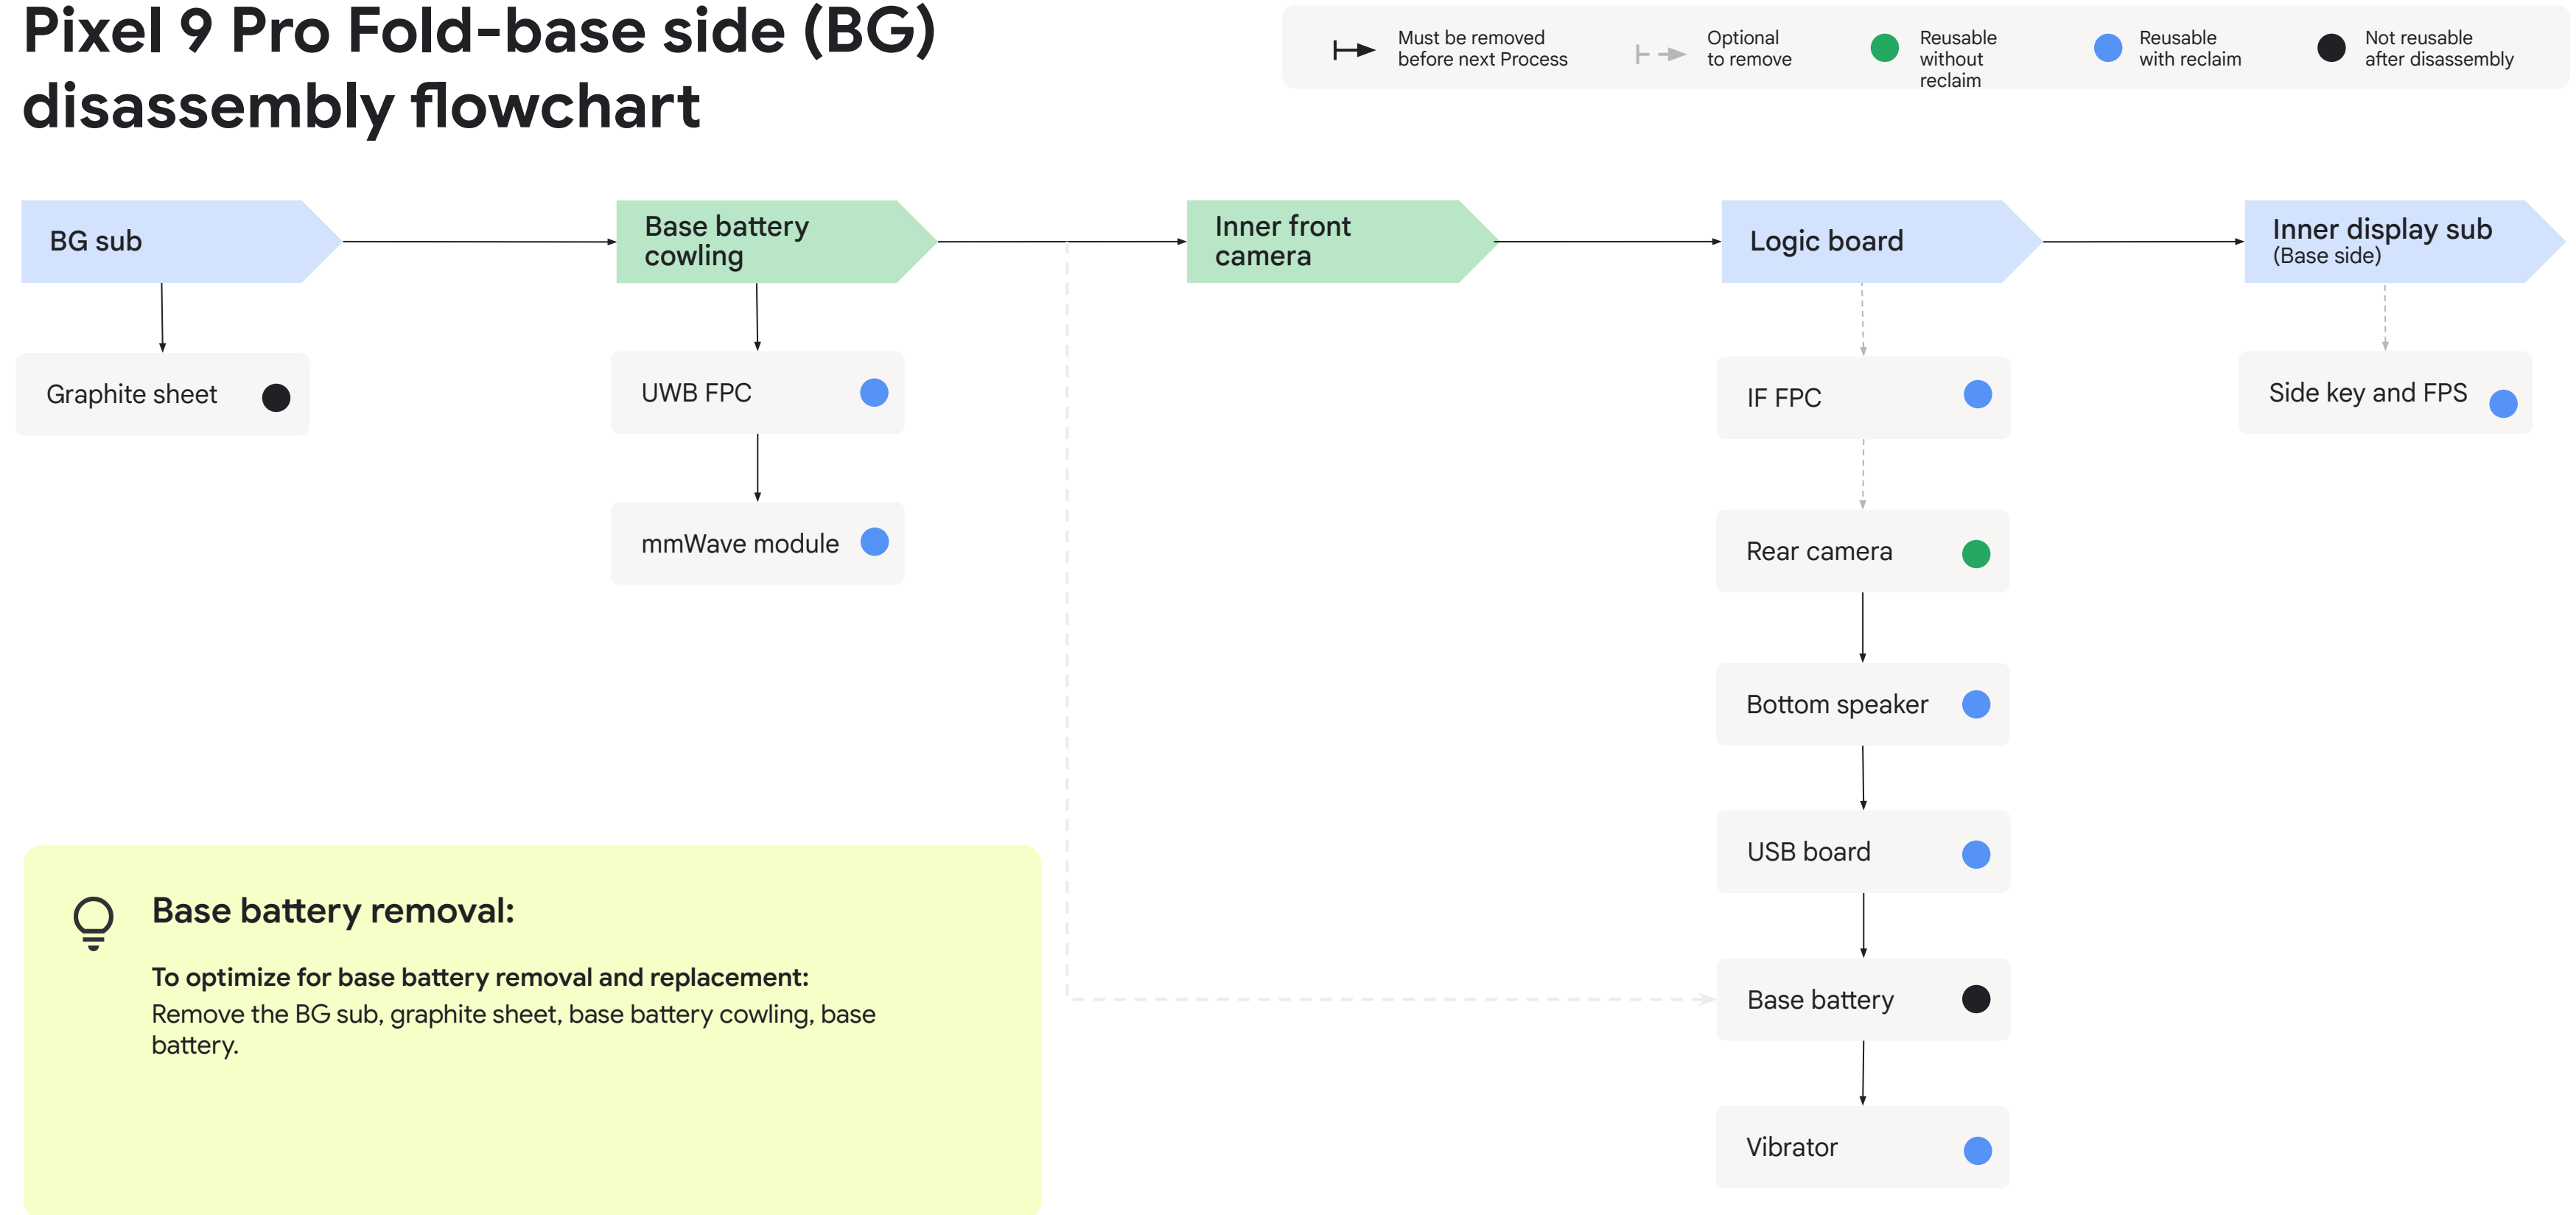 Pixel 9 Pro Fold-base side (BG)
disassembly flowchart
Must be removed
before next Process
Optional
to remove
Reusable
without
reclaim
Reusable
with reclaim
Not reusable
after disassembly
BG sub
Base battery
cowling
Inner front
camera
Logic board
Inner display sub
(Base side)
Graphite sheet
UWB FPC
mmWave module
IF FPC
Rear camera
Bottom speaker
USB board
Base battery
Vibrator
Side key and FPS
Base battery removal:
To optimize for base battery removal and replacement:
Remove the BG sub, graphite sheet, base battery cowling, base
battery.